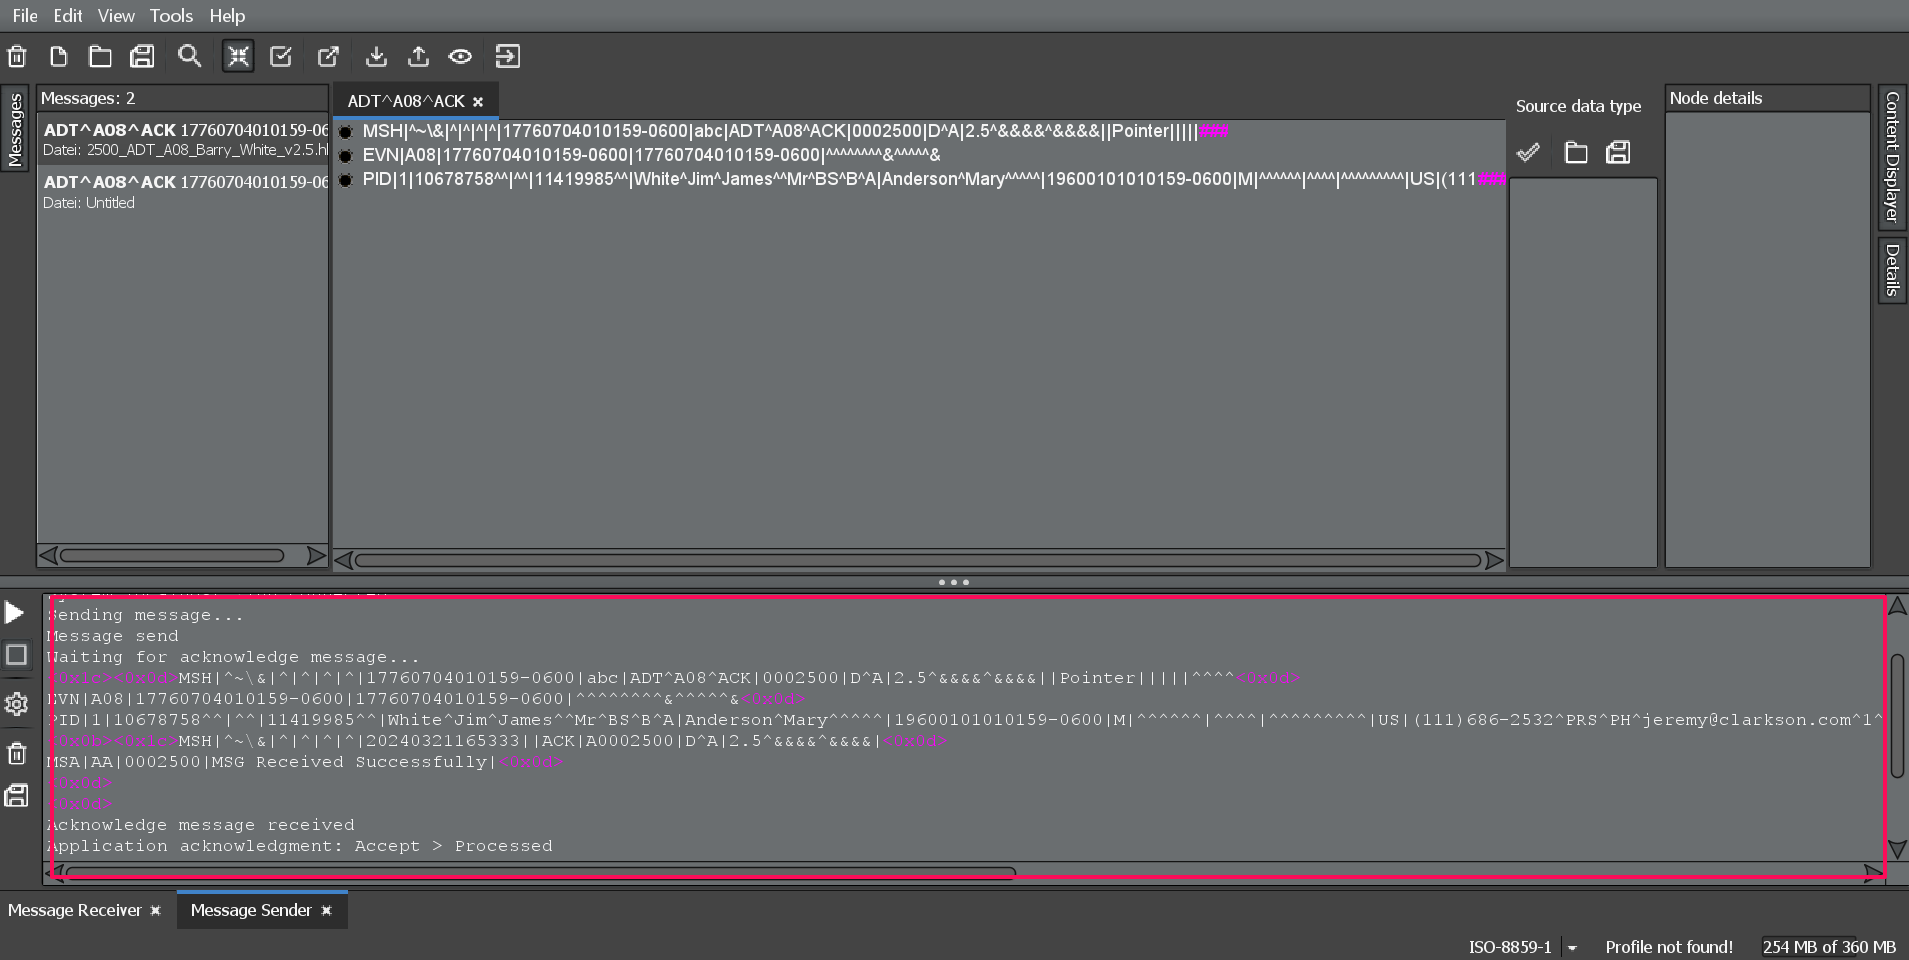 File Edit View Tools Help
Messages
Messages: 2
ADT^A08^ACK 17760704010159-06
Datei: 2500_ADT_A08_Barry_White_v2.5.hl
ADT^A08^ACK 17760704010159-06
Datei: Untitled
ADT^A08^ACK
MSH|^~\&|^|^|^|^|17760704010159-0600|abc|ADT^A08^ACK|0002500|D^A|2.5^&&&&^&&&&||Pointer|||||###
EVN|A08|17760704010159-0600|17760704010159-0600|^^^^^^^^&^^^^^&
PID|1|10678758^^|^^|11419985^^|White^Jim^James^^Mr^BS^B^A|Anderson^Mary^^^^^|19600101010159-0600|M|^^^^^^|^^^^|^^^^^^^^^|US|(111###
Source data type
Node details
Content Displayer
Details
Sending message...
Message send
Waiting for acknowledge message...
<0x1c><0x0d>MSH|^~\&|^|^|^|^|17760704010159-0600|abc|ADT^A08^ACK|0002500|D^A|2.5^&&&&^&&&&||Pointer|||||^^^^<0x0d>
EVN|A08|17760704010159-0600|17760704010159-0600|^^^^^^^^&^^^^^&<0x0d>
PID|1|10678758^^|^^|11419985^^|White^Jim^James^^Mr^BS^B^A|Anderson^Mary^^^^^|19600101010159-0600|M|^^^^^^|^^^^|^^^^^^^^^|US|(111)686-2532^PRS^PH^jeremy@clarkson.com^1^
MSH|^~\&|^|^|^|^|20240321165333||ACK|A0002500|D^A|2.5^&&&&^&&&&|<0x0d>
MSA|AA|0002500|MSG Received Successfully|<0x0d>
<0x0d>
Acknowledge message received
Application acknowledgment: Accept > Processed
Message Receiver
Message Sender
ISO-8859-1
Profile not found!
254 MB of 360 MB